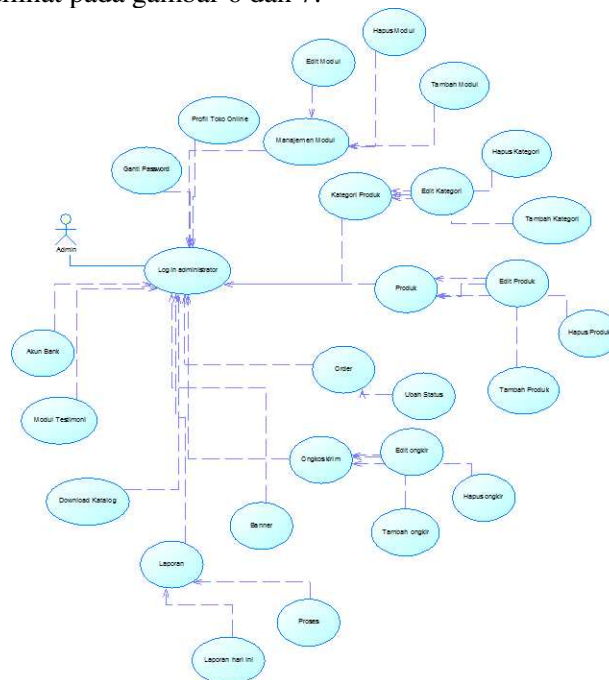 dilihat pada gambar 6 dan 7.
Hapus Modul
Edit Modul
Tambah Modul
Profil Toko Online
Manajemen Modul
Hapus Kategori
Ganti Password
Kategori Produk
Edit Kategori
Tambah Kategori
Admin
Login administrator
Produk
Edit Produk
Hapus Produk
Akun Bank
Order
Tambah Produk
Ubah Status
Modul Testimoni
Edit ongkir
Ongkos kirim
Hapus ongkir
Download Katalog
Banner
Tambah ongkir
Laporan
Proses
Laporan hari ini